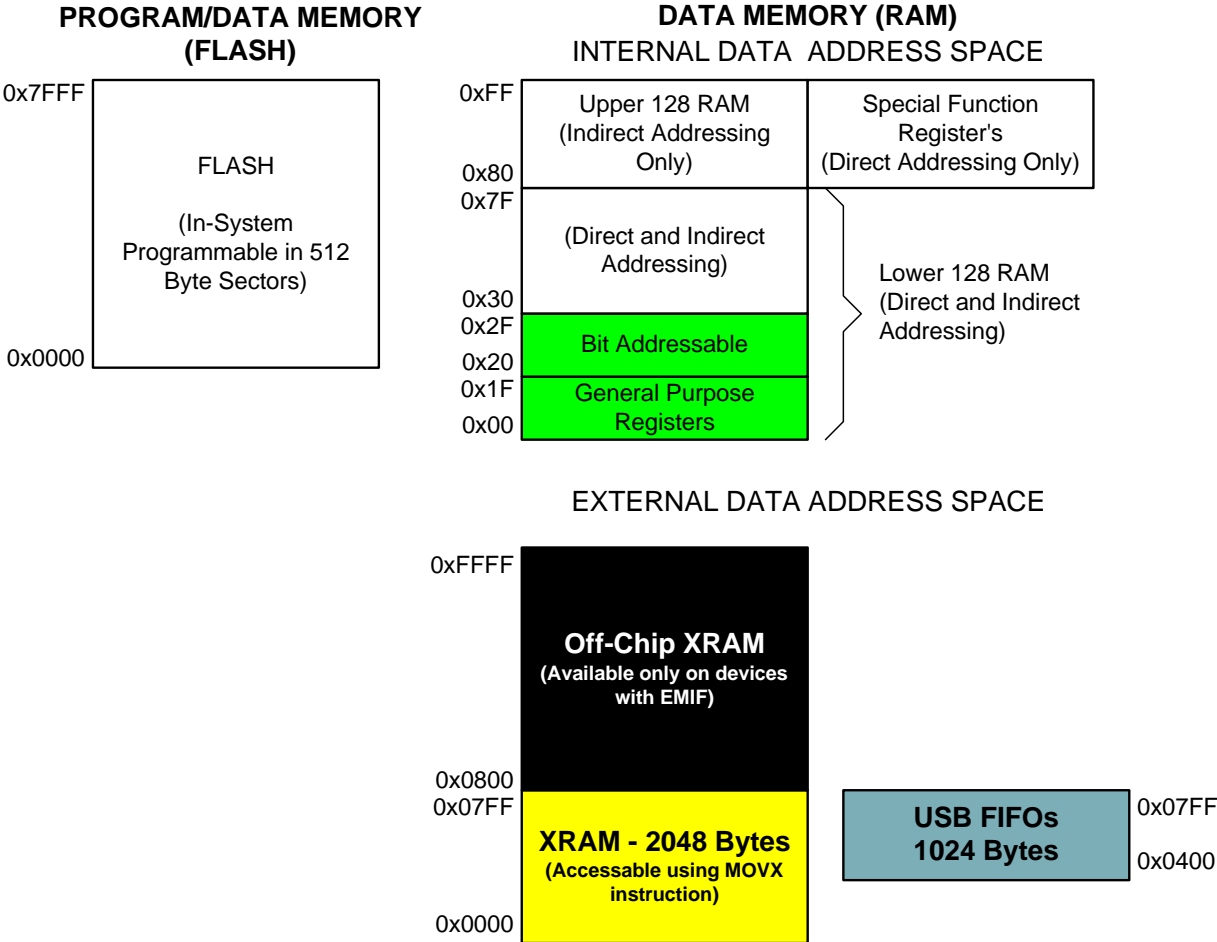 PROGRAM/DATA MEMORY
(FLASH)
0x7FFF
FLASH
(In-System
Programmable in 512
Byte Sectors)
0x0000
DATA MEMORY (RAM)
INTERNAL DATA ADDRESS SPACE
0xFF
Upper 128 RAM
(Indirect Addressing
Only)
0x80
Special Function
Register's
(Direct Addressing Only)
0x7F
(Direct and Indirect
Addressing)
0x30
Lower 128 RAM
(Direct and Indirect
Addressing)
0x2F
Bit Addressable
0x20
0x1F
General Purpose
Registers
0x00
EXTERNAL DATA ADDRESS SPACE
0xFFFF
Off-Chip XRAM
(Available only on devices
with EMIF)
0x0800
0x07FF
XRAM - 2048 Bytes
(Accessable using MOVX
instruction)
0x0000
USB FIFOs
1024 Bytes
0x07FF
0x0400